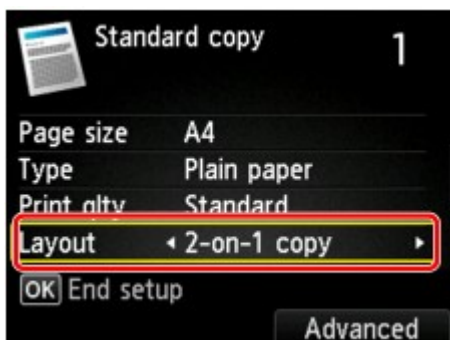 Standard copy 1
Page size A4
Type Plain paper
Print qlty Standard
Layout 2-on-1 copy
OK End setup
Advanced